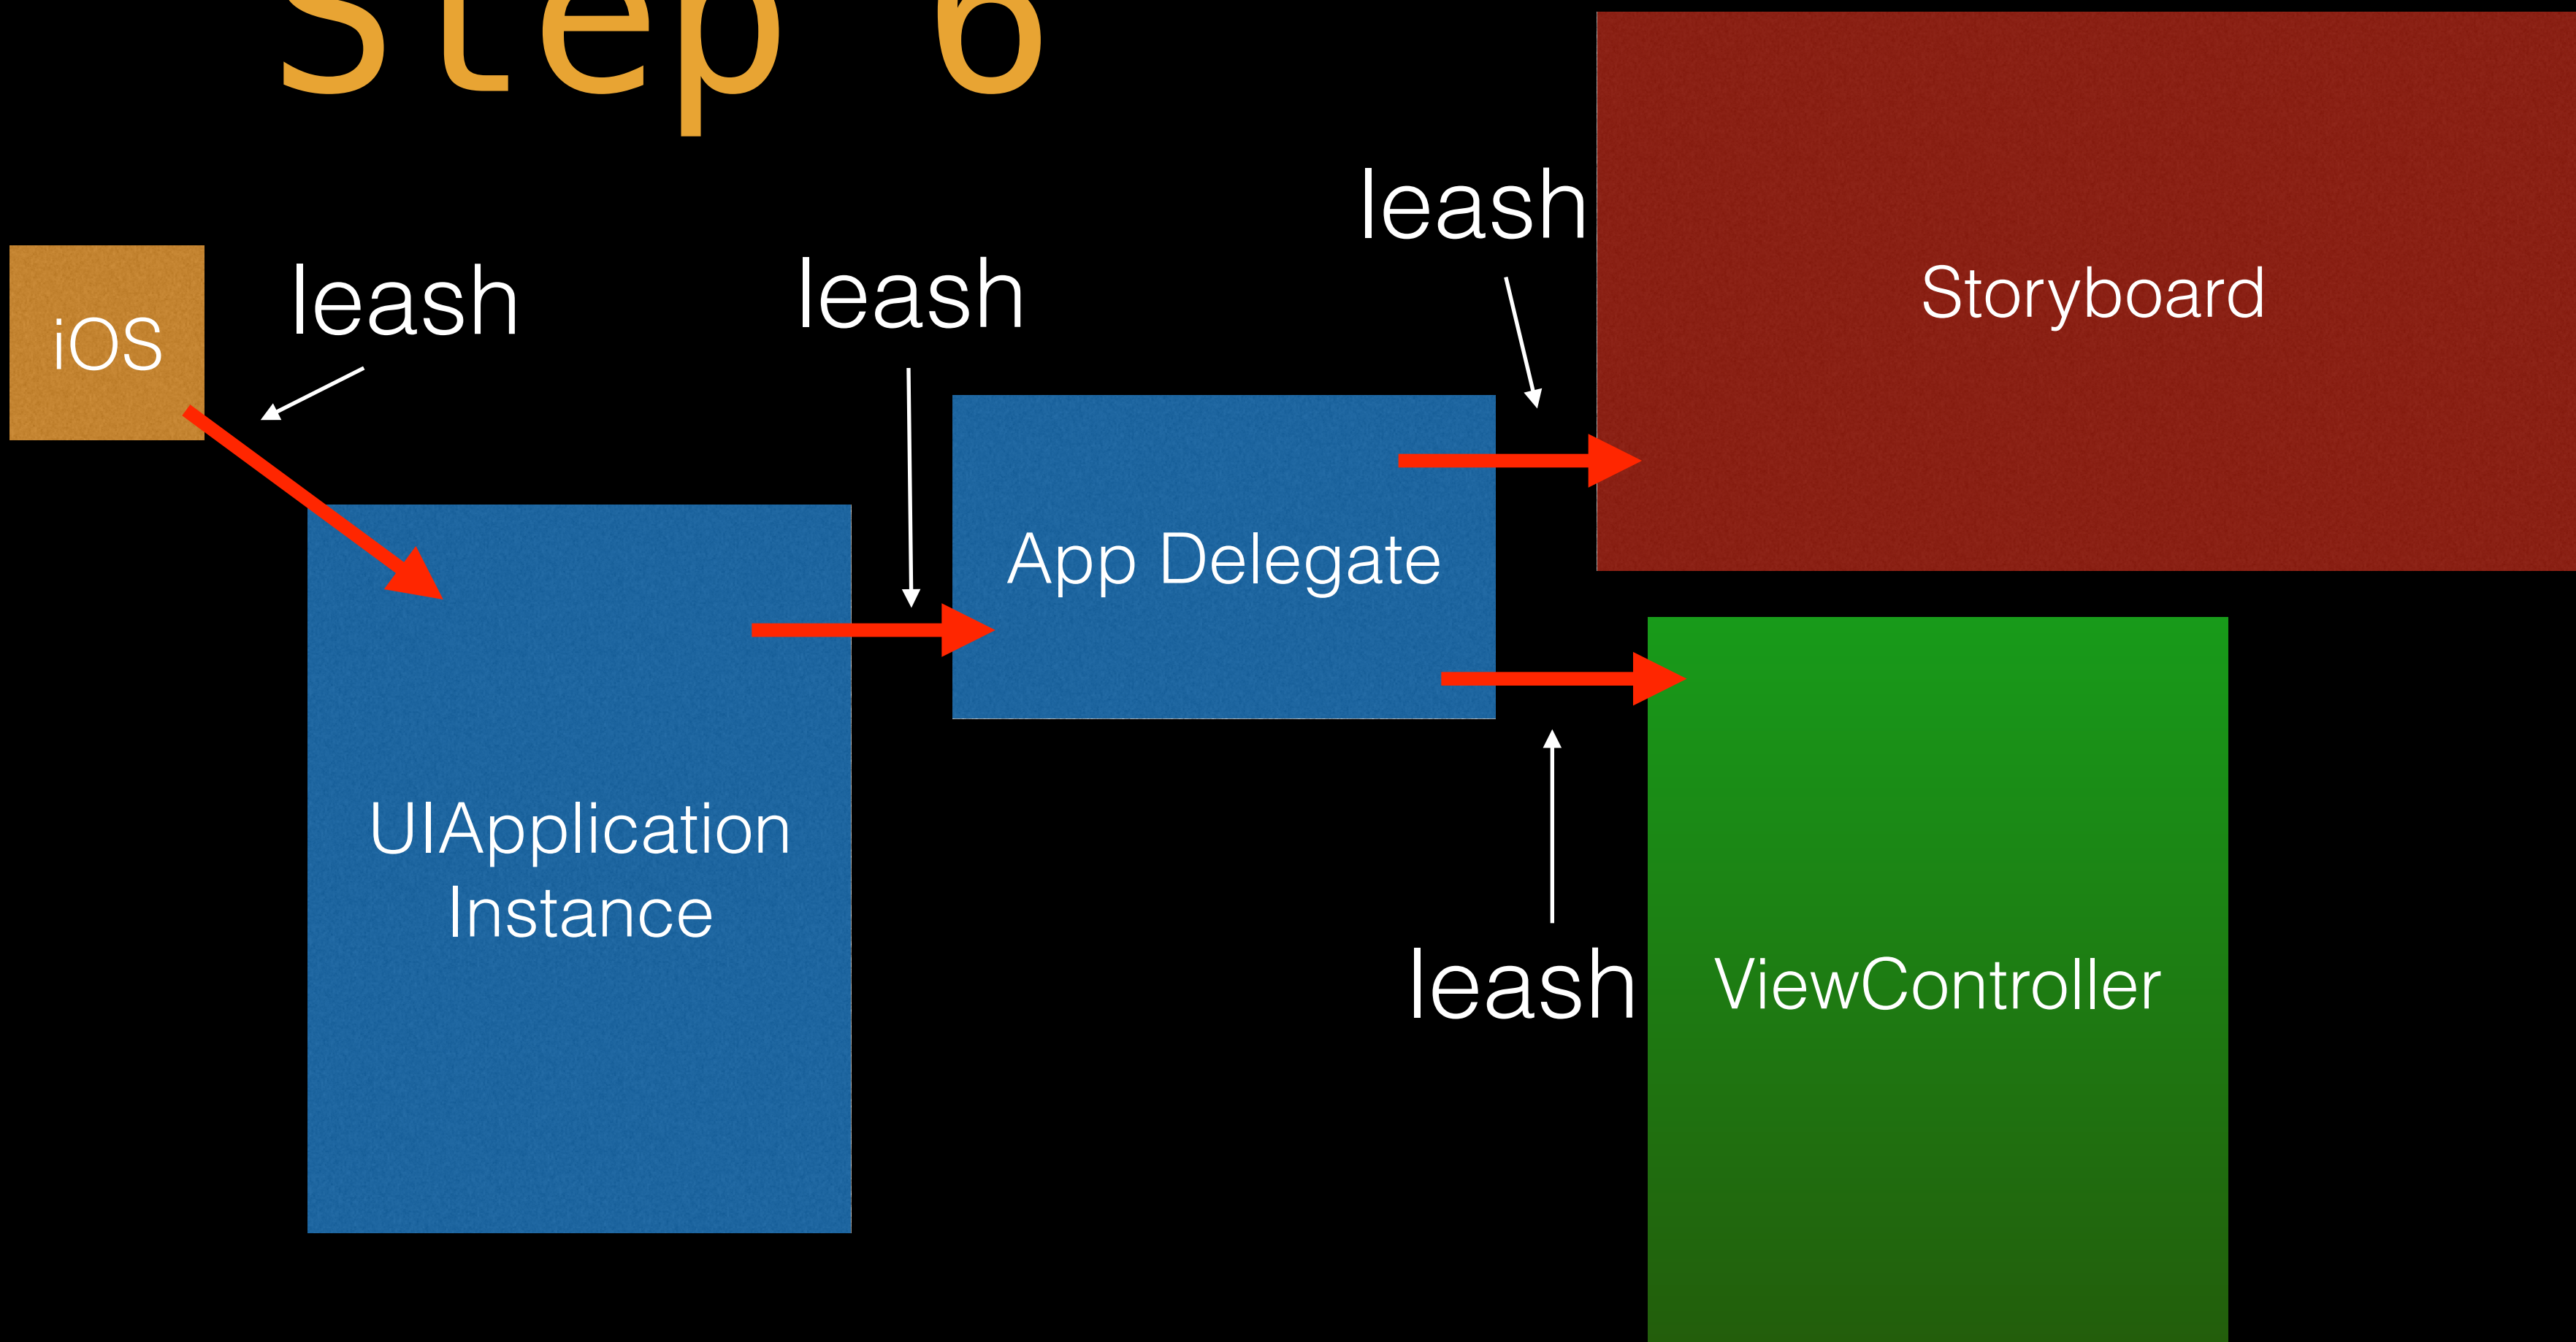 Step 6
leash
Storyboard
leash
leash
iOS
App Delegate
UIApplication
Instance
leash
ViewController